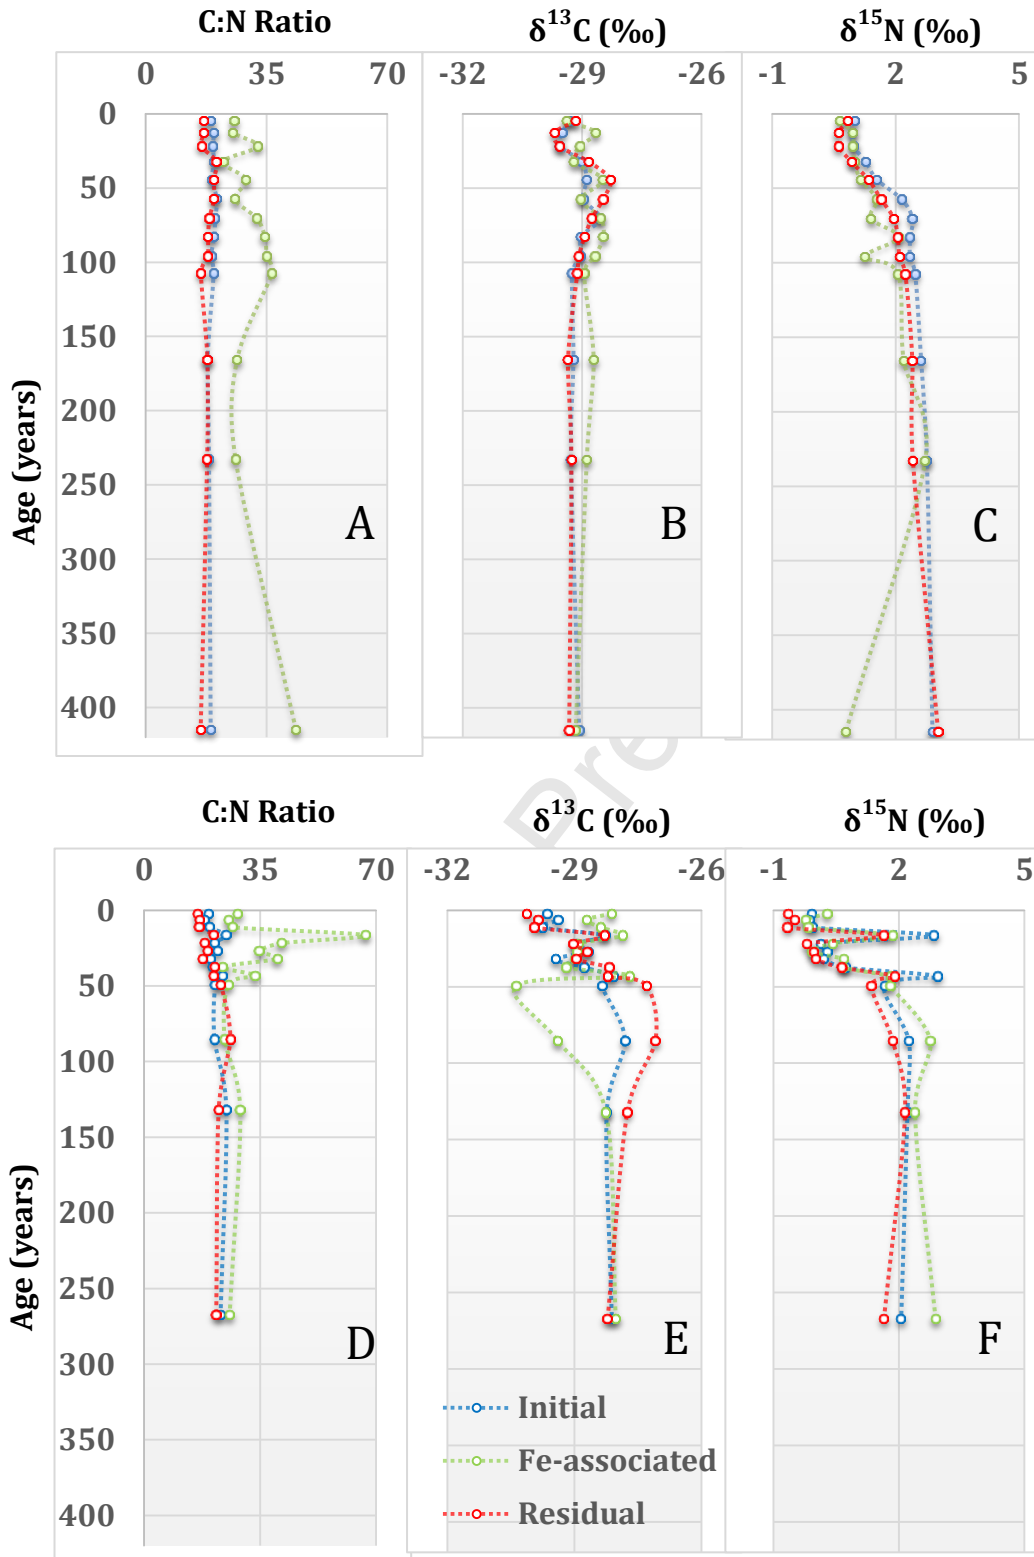 C:N Ratio δ¹³C (‰) δ¹⁵N (‰)
0 35 70 -32 -29 -26 -1 2 5
0
50
100
150
200
250
300
350
400
Age (years)
A B C
Pre
C:N Ratio δ¹³C (‰) δ¹⁵N (‰)
0 35 70 -32 -29 -26 -1 2 5
0
50
100
150
200
250
300
350
400
Age (years)
D E F
Initial
Fe-associated
Residual